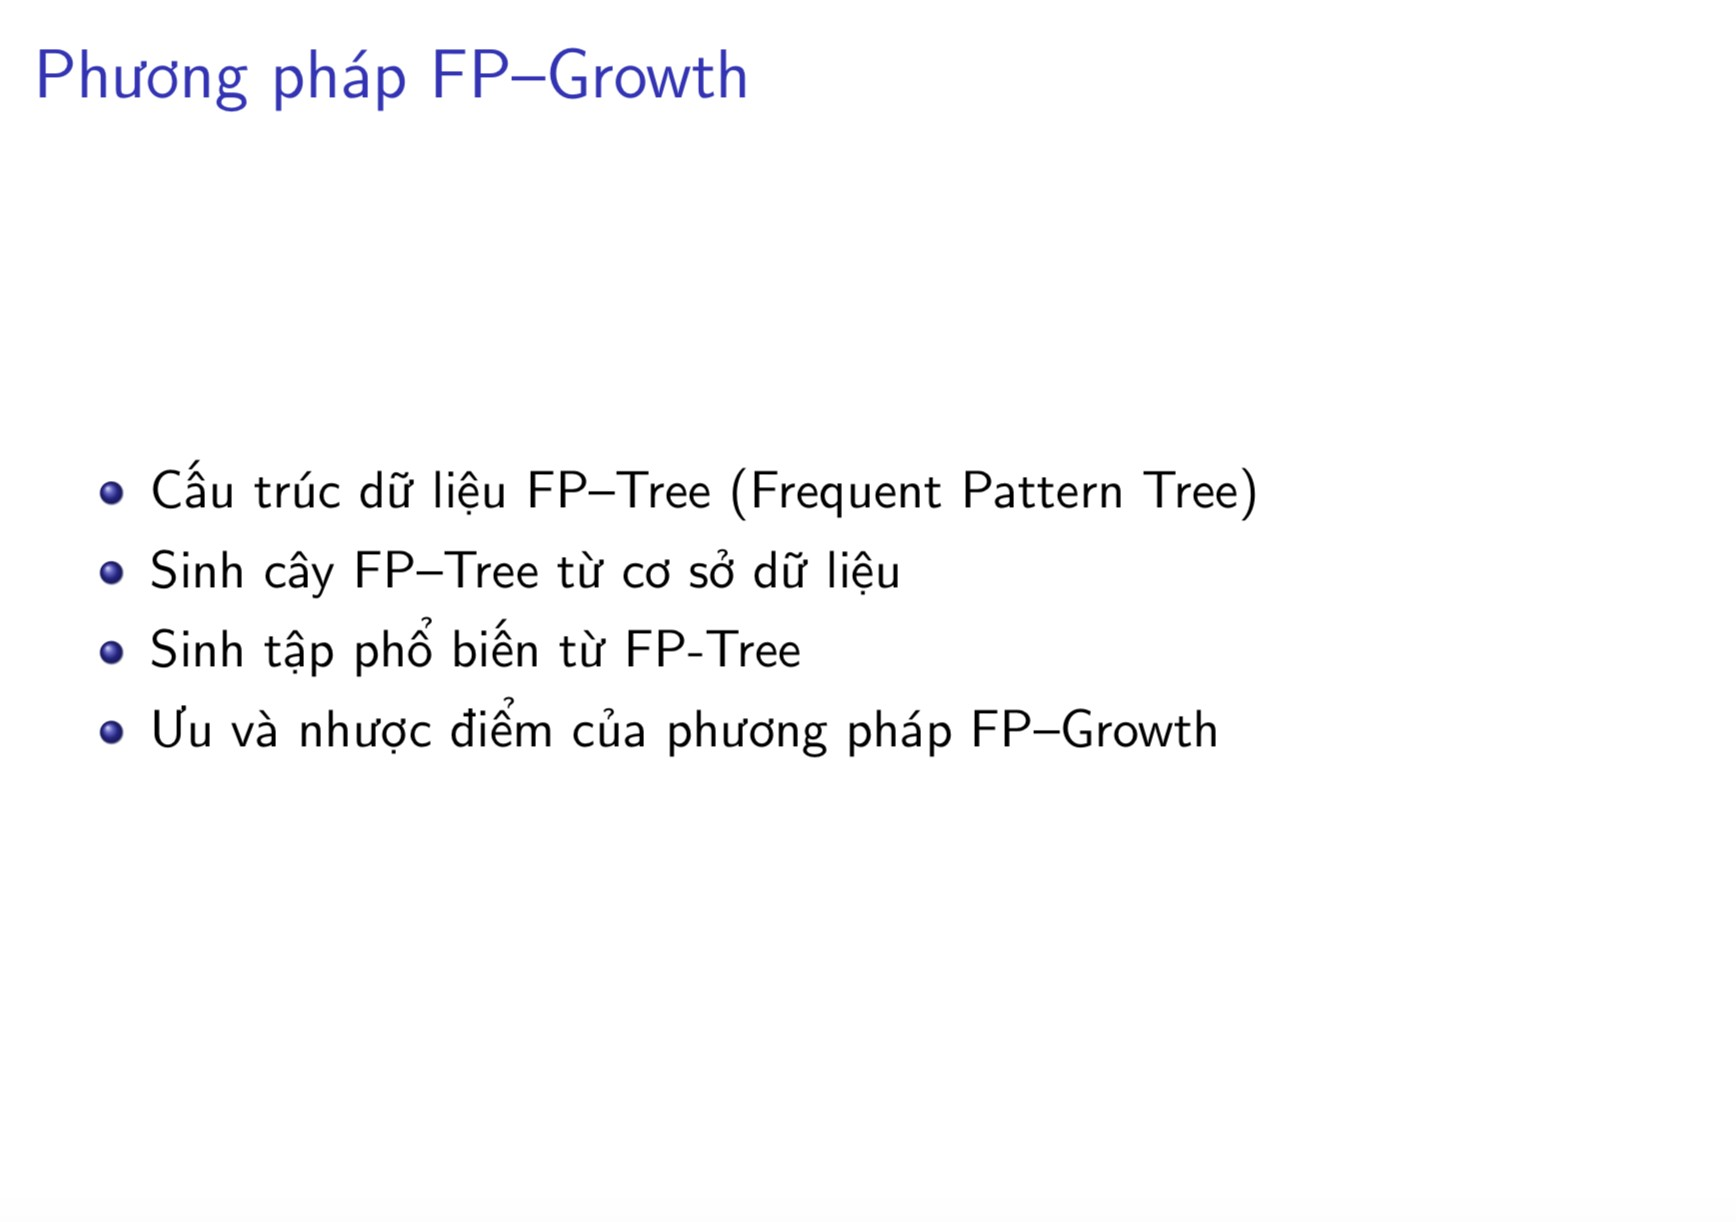 Phương pháp FP–Growth
Cấu trúc dữ liệu FP–Tree (Frequent Pattern Tree)
Sinh cây FP–Tree từ cơ sở dữ liệu
Sinh tập phổ biến từ FP-Tree
Ưu và nhược điểm của phương pháp FP–Growth